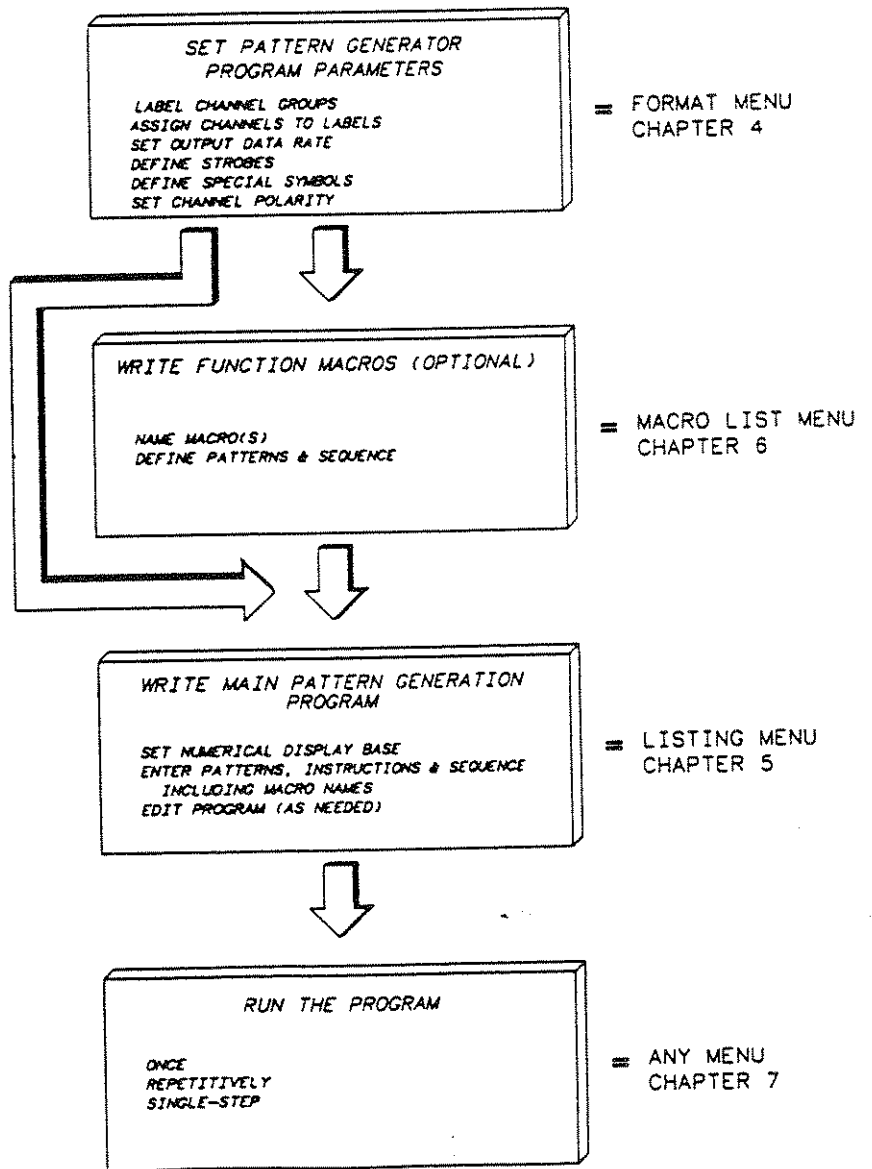 SET PATTERN GENERATOR
PROGRAM PARAMETERS
LABEL CHANNEL GROUPS
ASSIGN CHANNELS TO LABELS
SET OUTPUT DATA RATE
DEFINE STROBES
DEFINE SPECIAL SYMBOLS
SET CHANNEL POLARITY
= FORMAT MENU
CHAPTER 4
WRITE FUNCTION MACROS (OPTIONAL)
NAME MACRO(S)
DEFINE PATTERNS & SEQUENCE
= MACRO LIST MENU
CHAPTER 6
WRITE MAIN PATTERN GENERATION
PROGRAM
SET NUMERICAL DISPLAY BASE
ENTER PATTERNS, INSTRUCTIONS & SEQUENCE
INCLUDING MACRO NAMES
EDIT PROGRAM (AS NEEDED)
= LISTING MENU
CHAPTER 5
RUN THE PROGRAM
ONCE
REPETITIVELY
SINGLE-STEP
= ANY MENU
CHAPTER 7